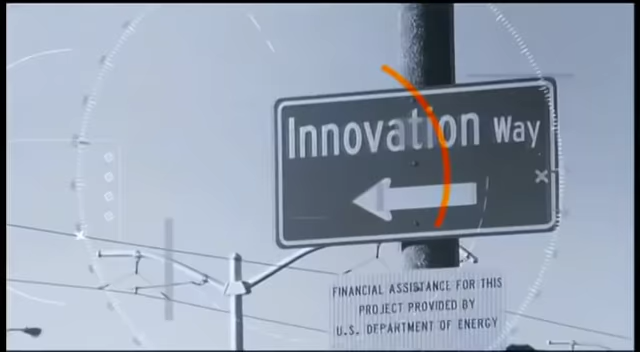 Innovation Way
FINANCIAL ASSISTANCE FOR THIS
PROJECT PROVIDED BY
U.S. DEPARTMENT OF ENERGY